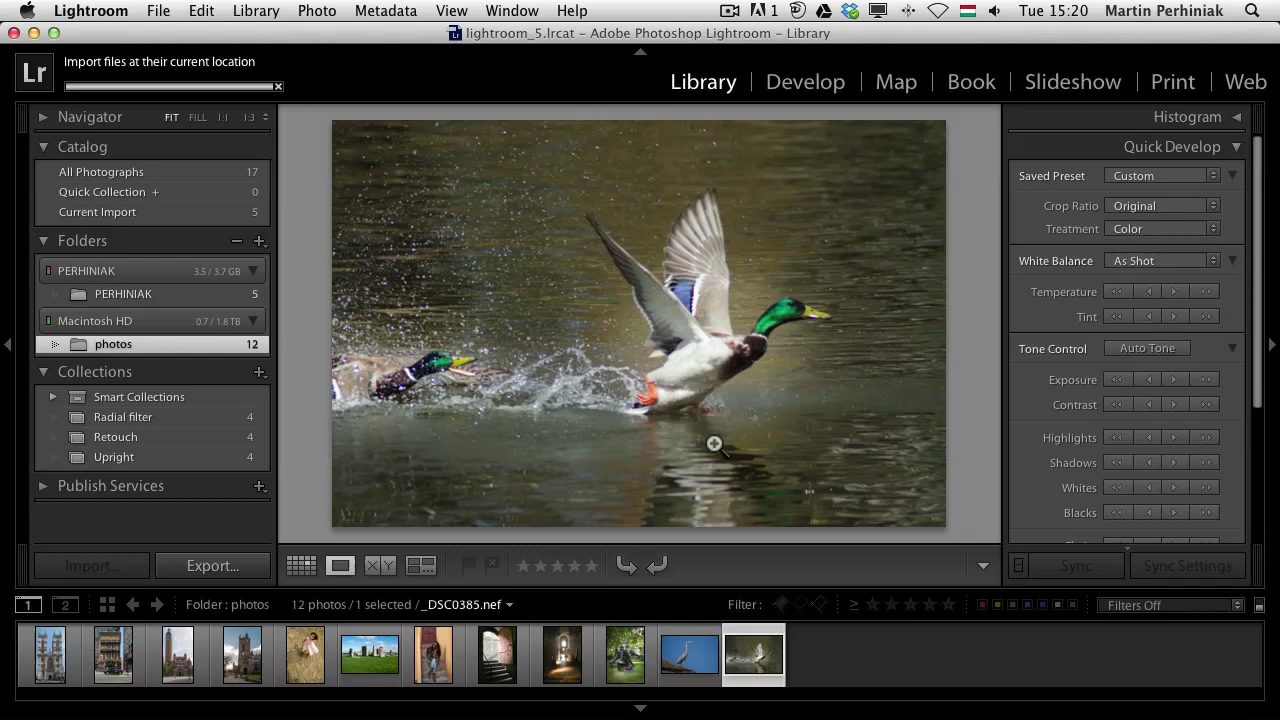 Lightroom File Edit Library Photo Metadata View Window Help 1 Tue 15:20 Martin Perhiniak
lightroom_5.lrcat – Adobe Photoshop Lightroom – Library
Lr
Import files at their current location
Library | Develop | Map | Book | Slideshow | Print | Web
Navigator FIT FILL 1:1 1:3
Catalog
All Photographs 17
Quick Collection + 0
Current Import 5
Folders
PERHINIAK 3.5 / 3.7 GB
PERHINIAK 5
Macintosh HD 0.7 / 1.8 TB
photos 12
Collections
Smart Collections
Radial filter 4
Retouch 4
Upright 4
Publish Services
Import... Export...
Histogram
Quick Develop
Saved Preset Custom
Crop Ratio Original
Treatment Color
White Balance As Shot
Temperature
Tint
Tone Control Auto Tone
Exposure
Contrast
Highlights
Shadows
Whites
Blacks
XY
Sync Sync Settings
1 2 Folder : photos 12 photos / 1 selected / _DSC0385.nef Filter : ≥ Filters Off